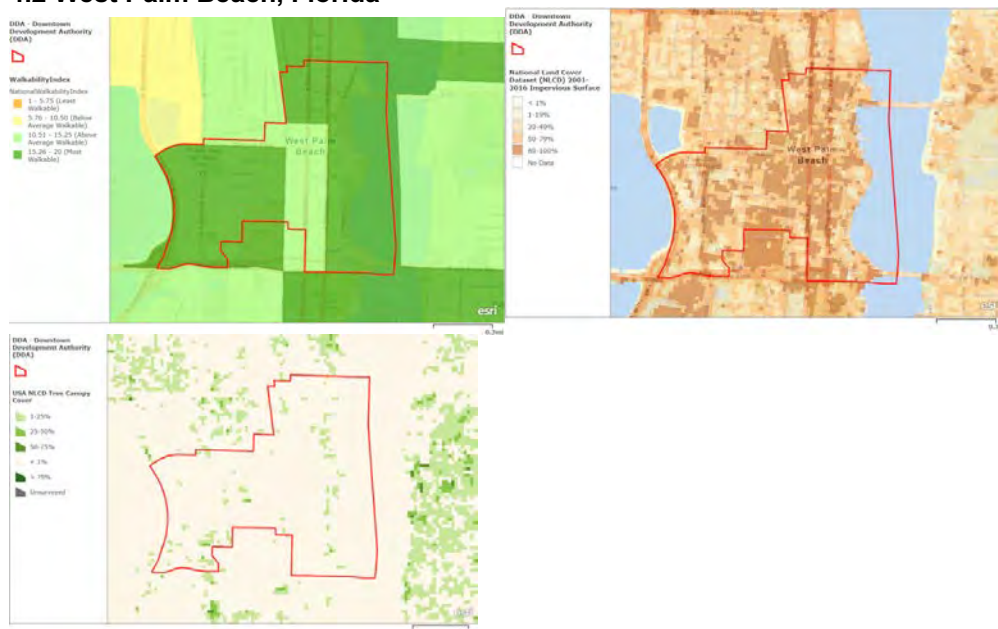 4.2 West Palm Beach, Florida
DDA - Downtown
Development Authority
(DDA)
WalkabilityIndex
NationalWalkabilityIndex
1 - 5.75 (Least
Walkable)
5.76 - 10.50 (Below
Average Walkable)
10.51 - 15.25 (Above
Average Walkable)
15.26 - 20 (Most
Walkable)
West Palm
Beach
esri
0.3mi
DDA - Downtown
Development Authority
(DDA)
National Land Cover
Dataset (NLCD) 2001-
2016 Impervious Surface
< 1%
1-19%
20-49%
50-79%
80-100%
No Data
West Palm
Beach
esri
DDA - Downtown
Development Authority
(DDA)
USA NLCD Tree Canopy
Cover
1-25%
25-50%
50-75%
< 1%
> 75%
Unsurveyed
esri